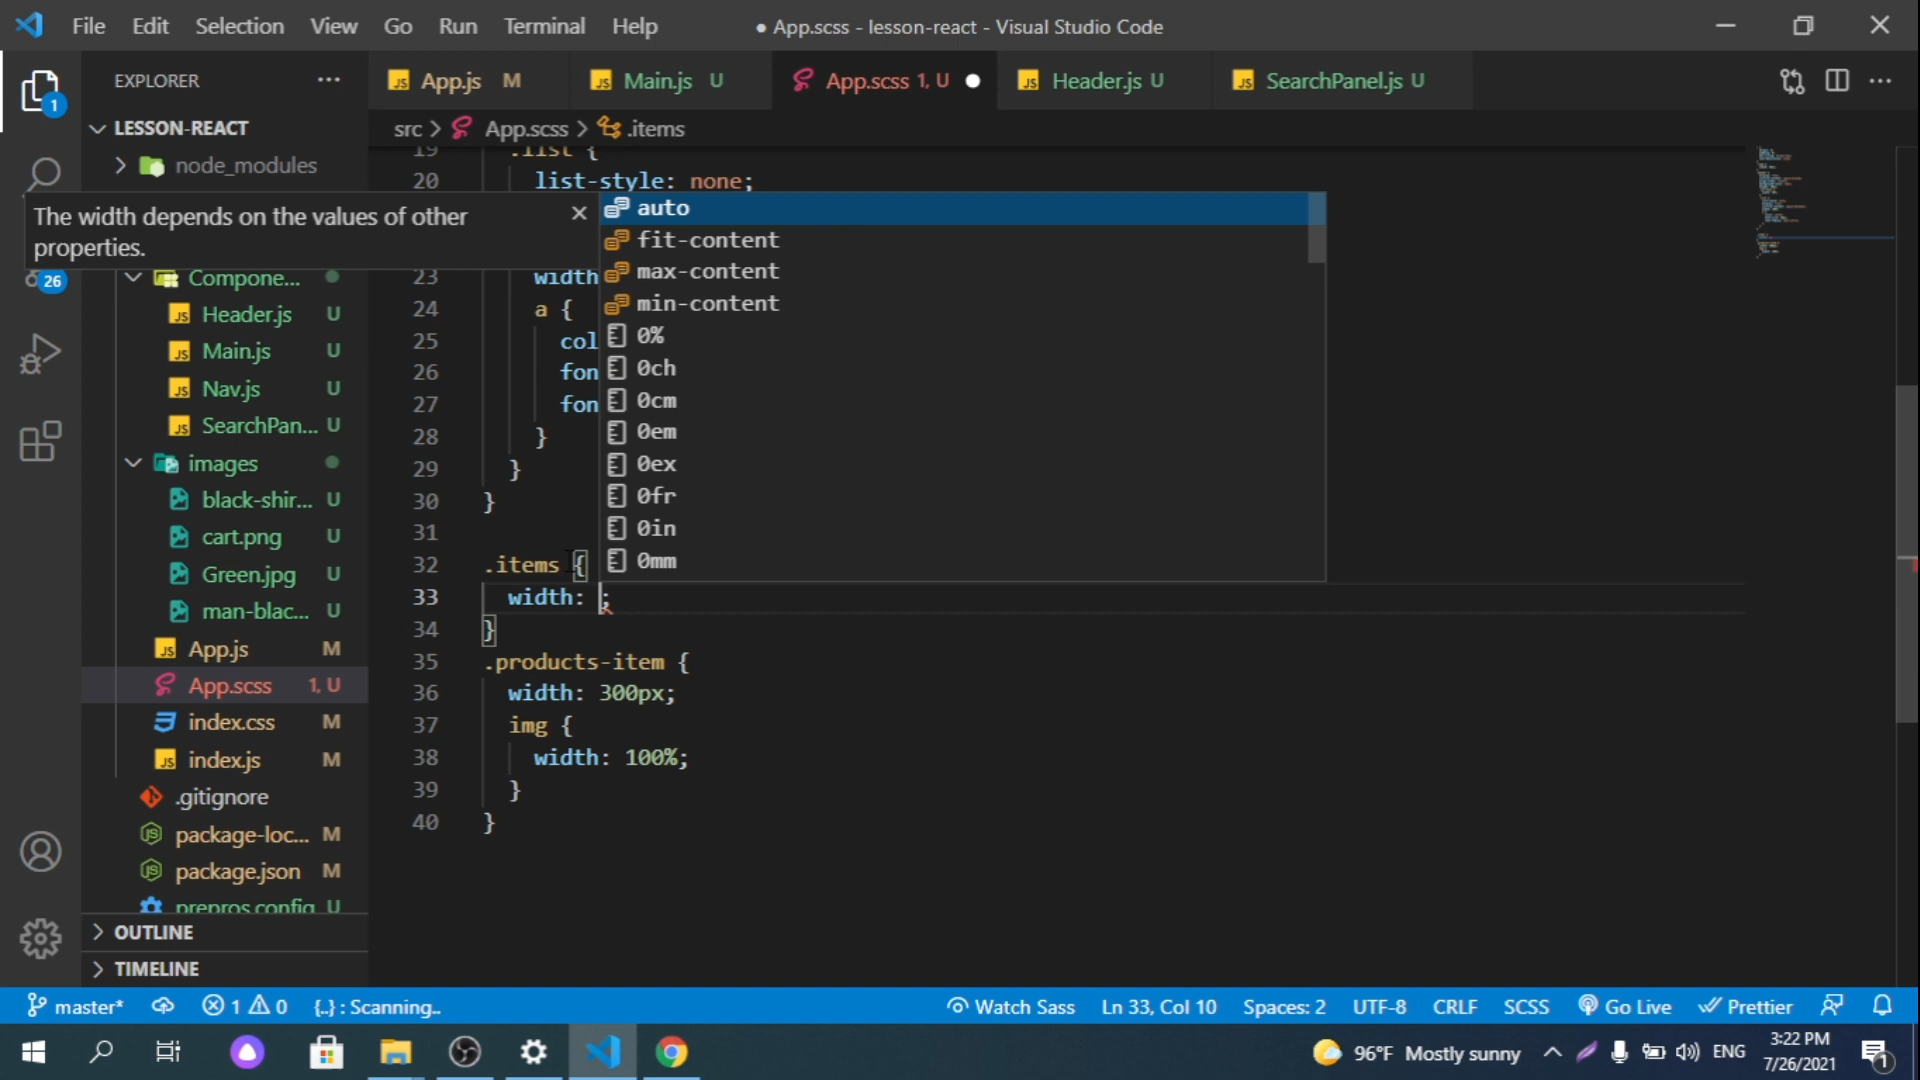 File Edit Selection View Go Run Terminal Help
● App.scss - lesson-react - Visual Studio Code
EXPLORER
App.js M
Main.js U
App.scss 1, U
Header.js U
SearchPanel.js U
src > App.scss > .items
1
LESSON-REACT
node_modules
The width depends on the values of other
properties.
26
Compone...
Header.js U
Main.js U
Nav.js U
SearchPan... U
images
black-shir... U
cart.png U
Green.jpg U
man-blac... U
App.js M
App.scss 1, U
index.css M
index.js M
.gitignore
package-loc... M
package.json M
prepros.config U
OUTLINE
TIMELINE
19 .list {
20 list-style: none;
23 width
24 a {
25 col
26 fon
27 fon
28 }
29 }
30 }
31
32 .items {
33 width: ;
34 }
35 .products-item {
36 width: 300px;
37 img {
38 width: 100%;
39 }
40 }
auto
fit-content
max-content
min-content
0%
0ch
0cm
0em
0ex
0fr
0in
0mm
master* 1 0 {..} : Scanning..
Watch Sass Ln 33, Col 10 Spaces: 2 UTF-8 CRLF SCSS Go Live Prettier
96°F Mostly sunny ENG
3:22 PM
7/26/2021
1